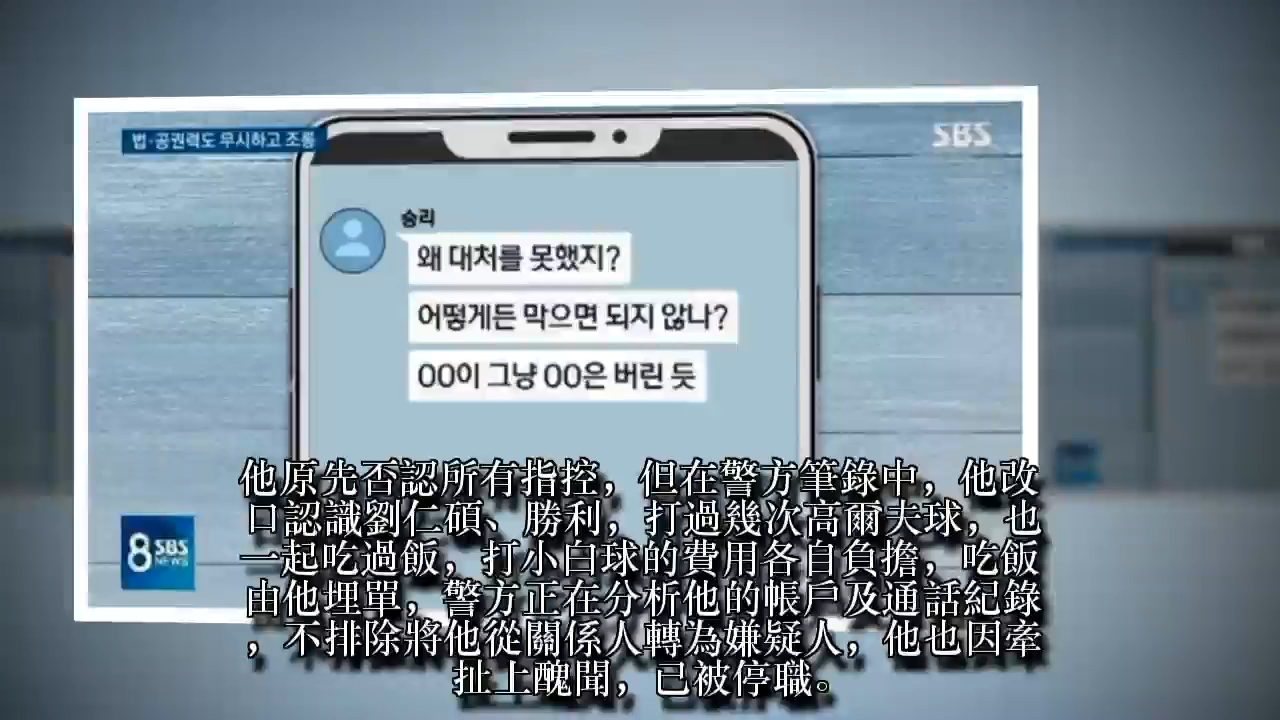 법·공권력도 무시하고 조롱
SBS
승리
왜 대처를 못했지?
어떻게든 막으면 되지 않나?
00이 그냥 00은 버린 듯
8 SBS NEWS
他原先否認所有指控，但在警方筆錄中，他改
口認識劉仁碩、勝利，打過幾次高爾夫球，也
一起吃過飯，打小白球的費用各自負擔，吃飯
由他埋單，警方正在分析他的帳戶及通話紀錄
，不排除將他從關係人轉為嫌疑人，他也因牽
扯上醜聞，已被停職。